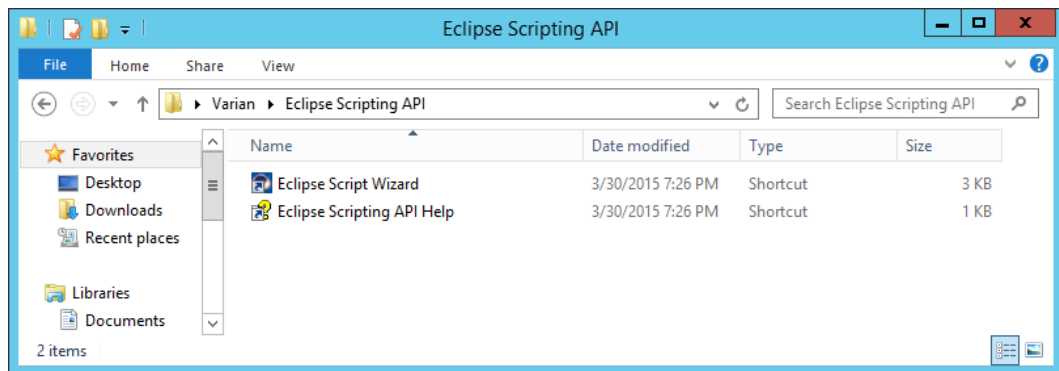 Eclipse Scripting API
File Home Share View
Varian Eclipse Scripting API Search Eclipse Scripting API
Favorites
Desktop
Downloads
Recent places
Libraries
Documents
Name Date modified Type Size
Eclipse Script Wizard 3/30/2015 7:26 PM Shortcut 3 KB
Eclipse Scripting API Help 3/30/2015 7:26 PM Shortcut 1 KB
2 items